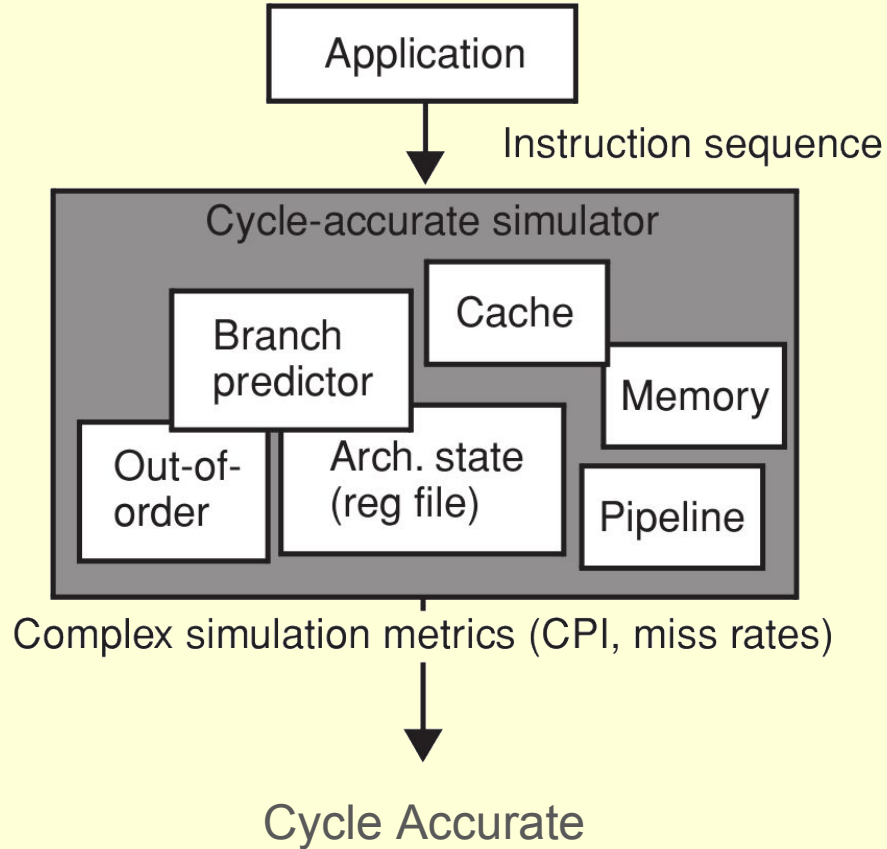 Application
Instruction sequence
Cycle-accurate simulator
Cache
Branch
predictor
Memory
Out-of-
order
Arch. state
(reg file)
Pipeline
Complex simulation metrics (CPI, miss rates)
Cycle Accurate